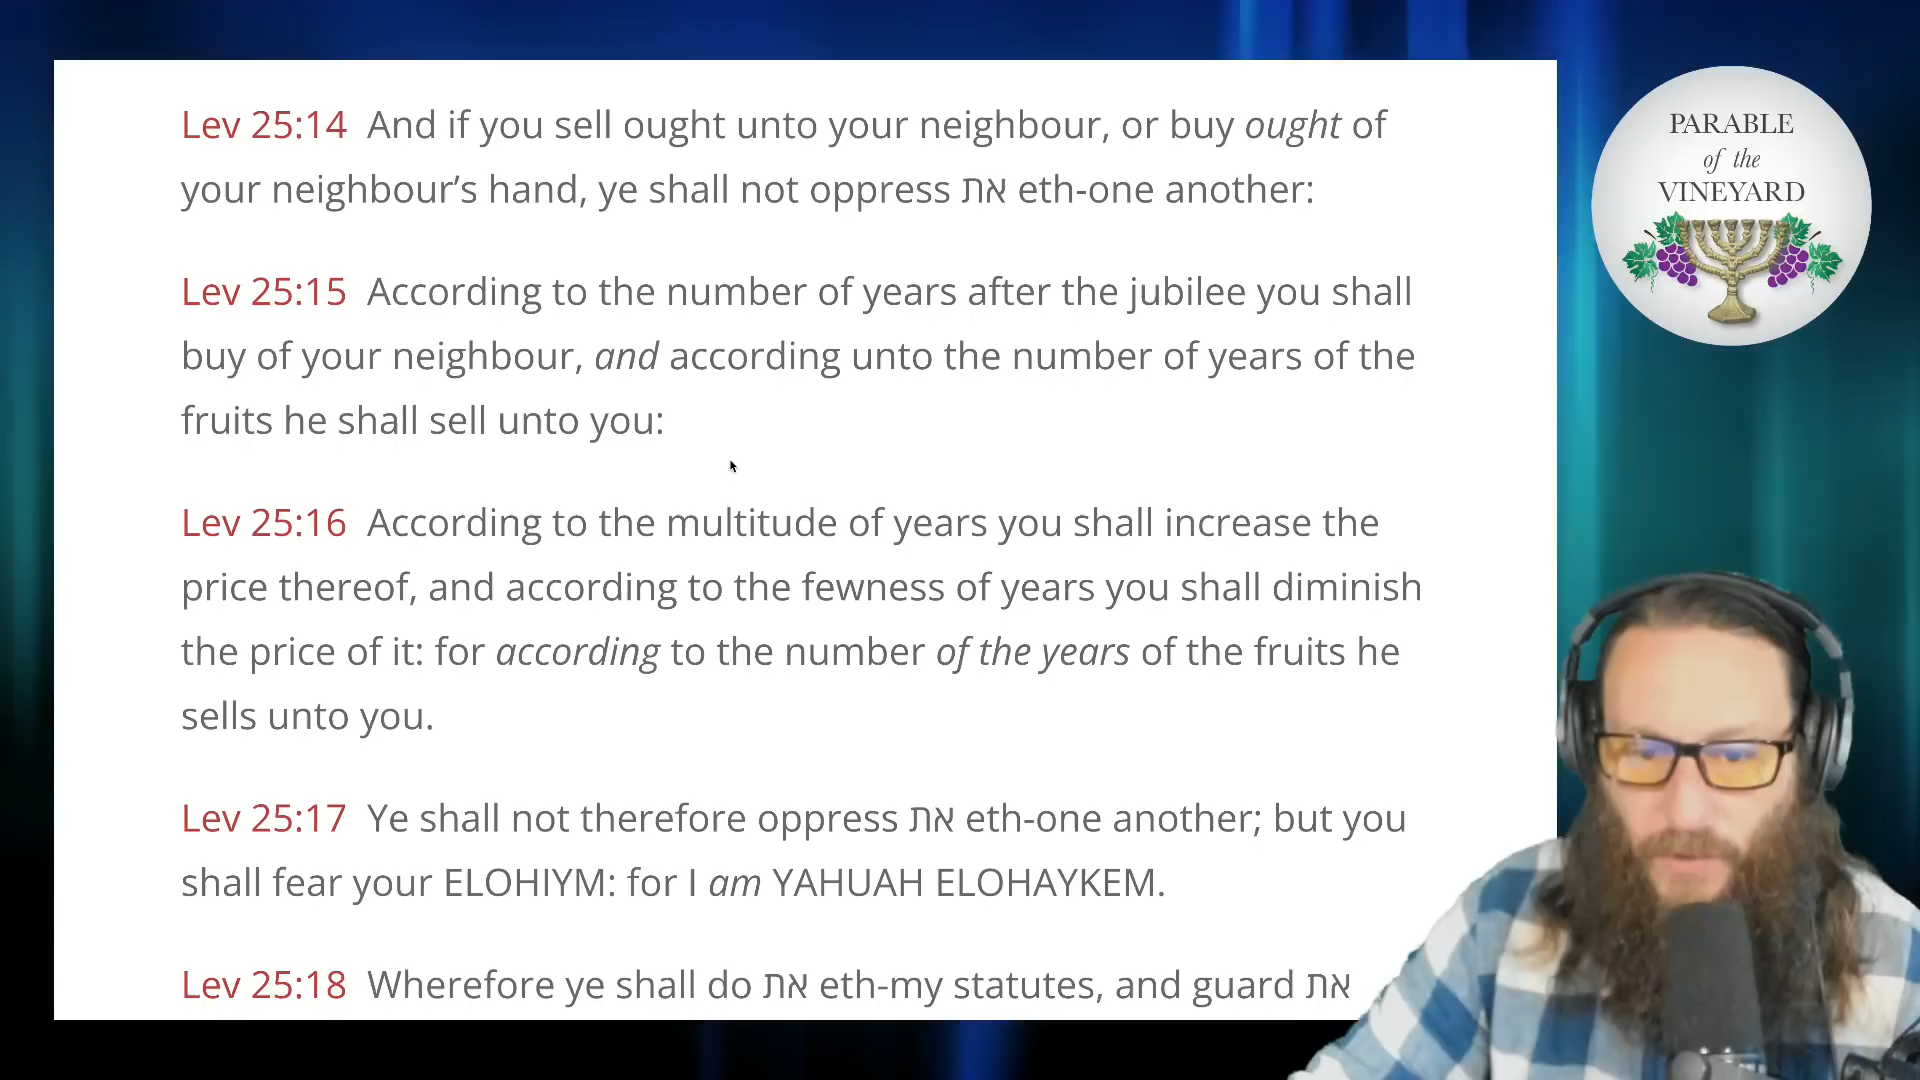 Lev 25:14 And if you sell ought unto your neighbour, or buy ought of
your neighbour’s hand, ye shall not oppress את eth-one another:
Lev 25:15 According to the number of years after the jubilee you shall
buy of your neighbour, and according unto the number of years of the
fruits he shall sell unto you:
Lev 25:16 According to the multitude of years you shall increase the
price thereof, and according to the fewness of years you shall diminish
the price of it: for according to the number of the years of the fruits he
sells unto you.
Lev 25:17 Ye shall not therefore oppress את eth-one another; but you
shall fear your ELOHIYM: for I am YAHUAH ELOHAYKEM.
Lev 25:18 Wherefore ye shall do את eth-my statutes, and guard את
PARABLE
of the
VINEYARD